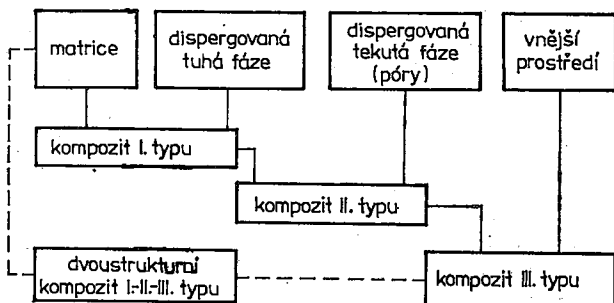 matrice
dispergovaná
tuhá fáze
dispergovaná
tekutá fáze
(póry)
vnější
prostředí
kompozit I. typu
kompozit II. typu
dvoustrukturní
kompozit I.-II.-III. typu
kompozit III. typu